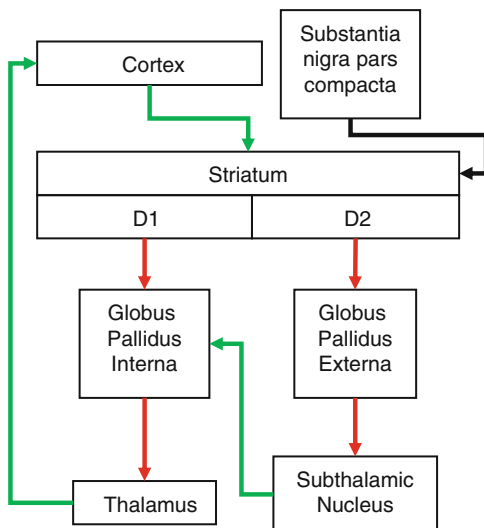 Substantia
nigra pars
compacta
Cortex
Striatum
D1
D2
Globus
Pallidus
Interna
Globus
Pallidus
Externa
Thalamus
Subthalamic
Nucleus